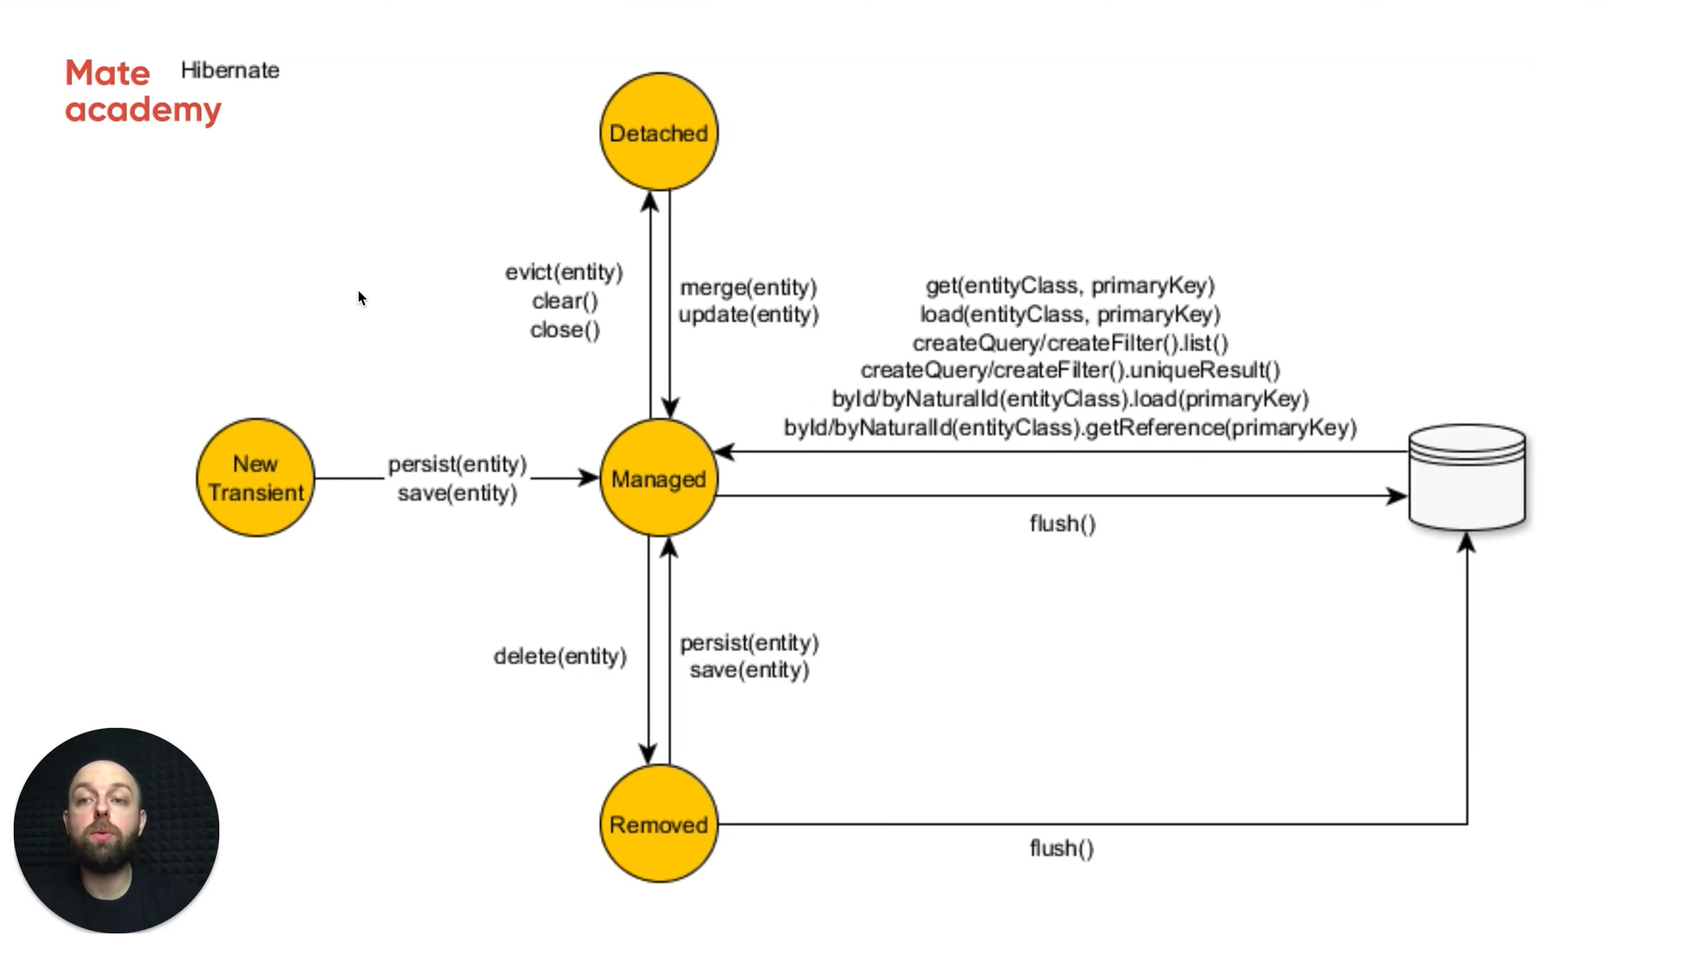 Mate
academy
Hibernate
Detached
evict(entity)
clear()
close()
merge(entity)
update(entity)
get(entityClass, primaryKey)
load(entityClass, primaryKey)
createQuery/createFilter().list()
createQuery/createFilter().uniqueResult()
byId/byNaturalId(entityClass).load(primaryKey)
byId/byNaturalId(entityClass).getReference(primaryKey)
New
Transient
persist(entity)
save(entity)
Managed
flush()
delete(entity)
persist(entity)
save(entity)
Removed
flush()